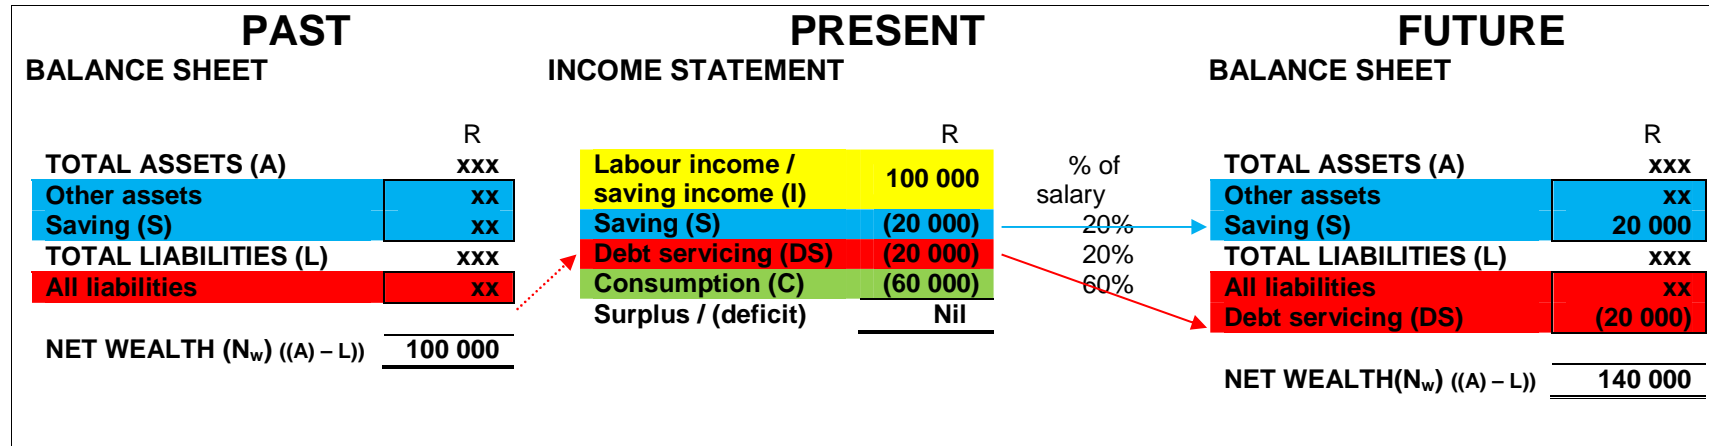 PAST
BALANCE SHEET
R
TOTAL ASSETS (A) xxx
Other assets xx
Saving (S) xx
TOTAL LIABILITIES (L) xxx
All liabilities xx
NET WEALTH (Nw) ((A) – L)) 100 000
PRESENT
INCOME STATEMENT
R
Labour income / saving income (I) 100 000
% of salary
Saving (S) (20 000) 20%
Debt servicing (DS) (20 000) 20%
Consumption (C) (60 000) 60%
Surplus / (deficit) Nil
FUTURE
BALANCE SHEET
R
TOTAL ASSETS (A) xxx
Other assets xx
Saving (S) 20 000
TOTAL LIABILITIES (L) xxx
All liabilities xx
Debt servicing (DS) (20 000)
NET WEALTH(Nw) ((A) – L)) 140 000